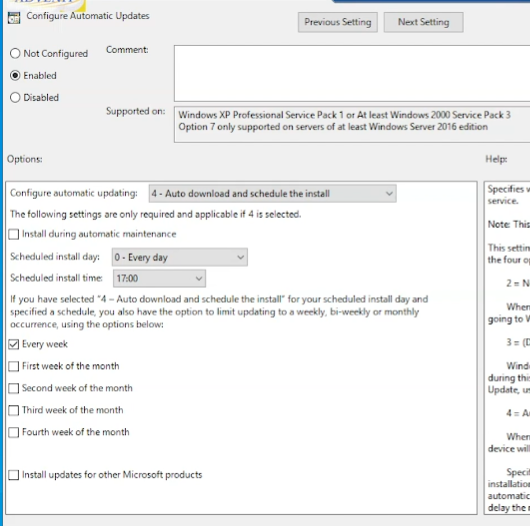 Configure Automatic Updates
Previous Setting
Next Setting
Not Configured
Comment:
Enabled
Disabled
Supported on:
Windows XP Professional Service Pack 1 or At least Windows 2000 Service Pack 3
Option 7 only supported on servers of at least Windows Server 2016 edition
Options:
Help:
Configure automatic updating:
4 - Auto download and schedule the install
The following settings are only required and applicable if 4 is selected.
Install during automatic maintenance
Scheduled install day:
0 - Every day
Scheduled install time:
17:00
If you have selected "4 – Auto download and schedule the install" for your scheduled install day and
specified a schedule, you also have the option to limit updating to a weekly, bi-weekly or monthly
occurrence, using the options below:
Every week
First week of the month
Second week of the month
Third week of the month
Fourth week of the month
Install updates for other Microsoft products
Specifies
service.
Note: This
This
the four
2 =
When
going to
3 =
during
Update,
4 =
When
device will
automatic
delay the